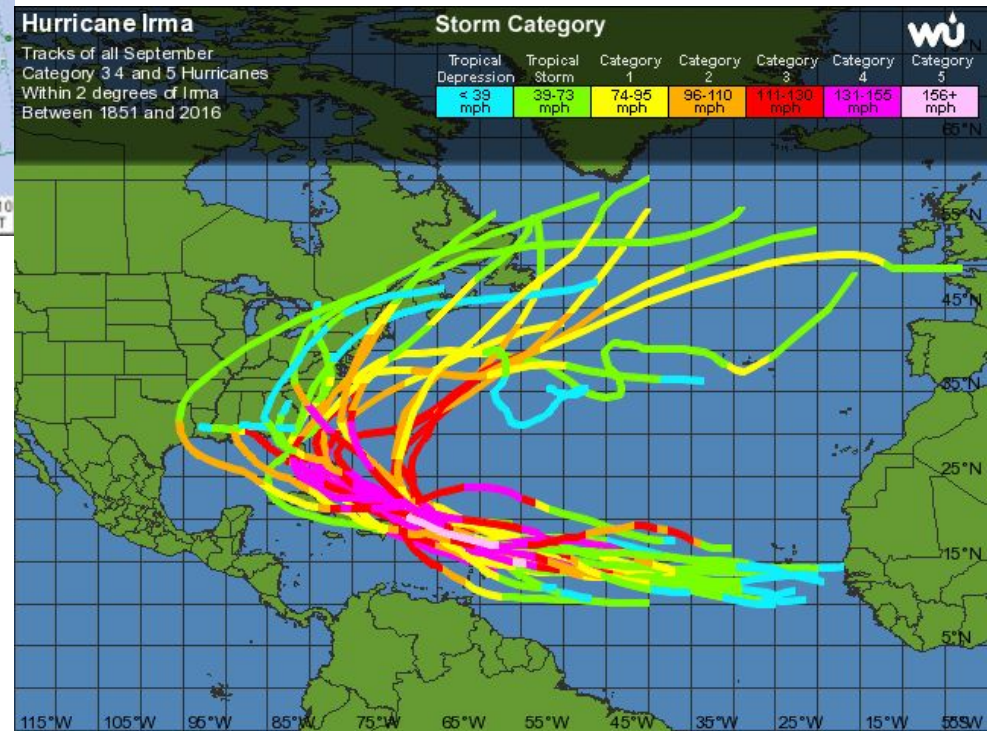 Hurricane Irma
Tracks of all September
Category 3 4 and 5 Hurricanes
Within 2 degrees of Irma
Between 1851 and 2016
Storm Category
Tropical Depression
< 39 mph
Tropical Storm
39-73 mph
Category 1
74-95 mph
Category 2
96-110 mph
Category 3
111-130 mph
Category 4
131-155 mph
Category 5
156+ mph
wu
65°N
55°N
45°N
35°N
25°N
15°N
5°N
115°W 105°W 95°W 85°W 75°W 65°W 55°W 45°W 35°W 25°W 15°W
10
T